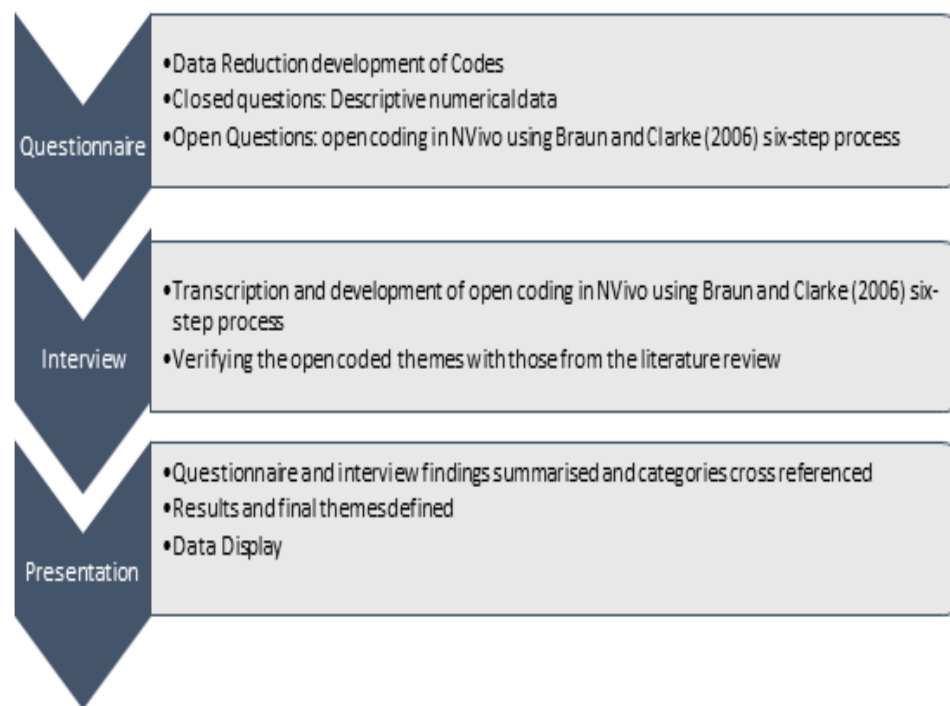 Questionnaire
•Data Reduction development of Codes
•Closed questions: Descriptive numerical data
•Open Questions: open coding in NVivo using Braun and Clarke (2006) six-step process
Interview
•Transcription and development of open coding in NVivo using Braun and Clarke (2006) six-
step process
•Verifying the open coded themes with those from the literature review
Presentation
•Questionnaire and interview findings summarised and categories cross referenced
•Results and final themes defined
•Data Display